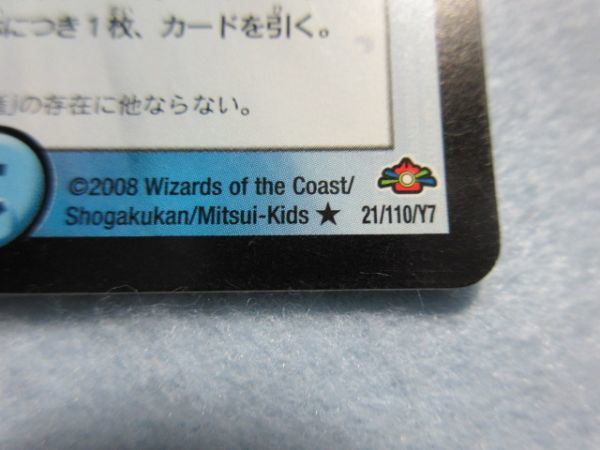 につき1枚、カードを引く。
の存在に他ならない。
©2008 Wizards of the Coast/
Shogakukan/Mitsui-Kids ★ 21/110/Y7